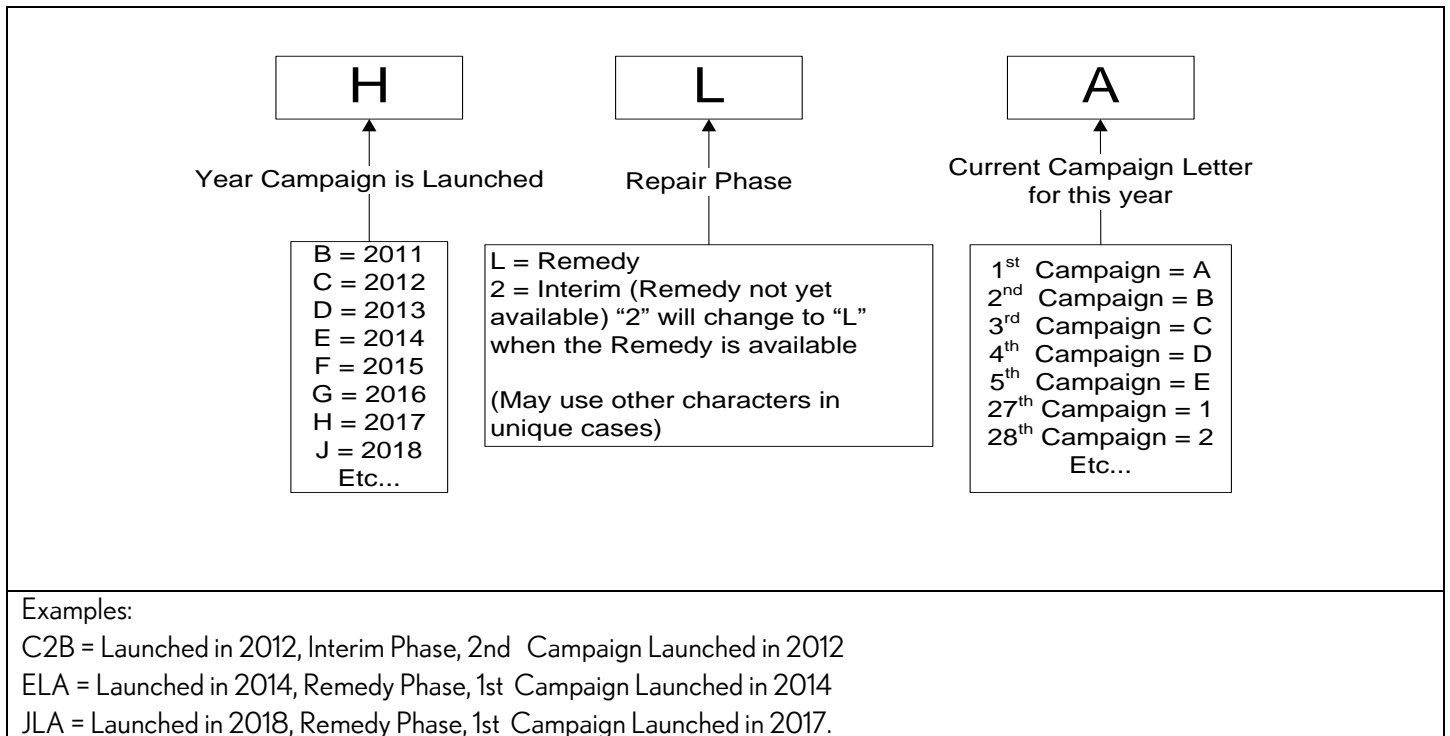 H
L
A
Year Campaign is Launched
Repair Phase
Current Campaign Letter
for this year
B = 2011
C = 2012
D = 2013
E = 2014
F = 2015
G = 2016
H = 2017
J = 2018
Etc...
L = Remedy
2 = Interim (Remedy not yet
available) “2” will change to “L”
when the Remedy is available
(May use other characters in
unique cases)
1st Campaign = A
2nd Campaign = B
3rd Campaign = C
4th Campaign = D
5th Campaign = E
27th Campaign = 1
28th Campaign = 2
Etc...
Examples:
C2B = Launched in 2012, Interim Phase, 2nd Campaign Launched in 2012
ELA = Launched in 2014, Remedy Phase, 1st Campaign Launched in 2014
JLA = Launched in 2018, Remedy Phase, 1st Campaign Launched in 2017.